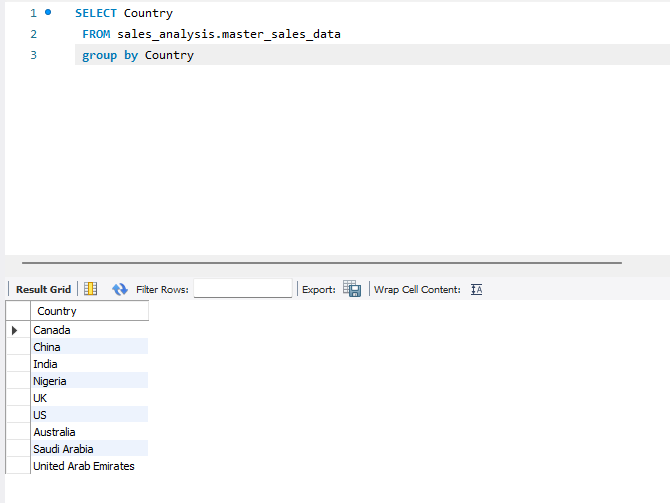 1 SELECT Country
2 FROM sales_analysis.master_sales_data
3 group by Country
Result Grid Filter Rows: Export: Wrap Cell Content:
Country
Canada
China
India
Nigeria
UK
US
Australia
Saudi Arabia
United Arab Emirates